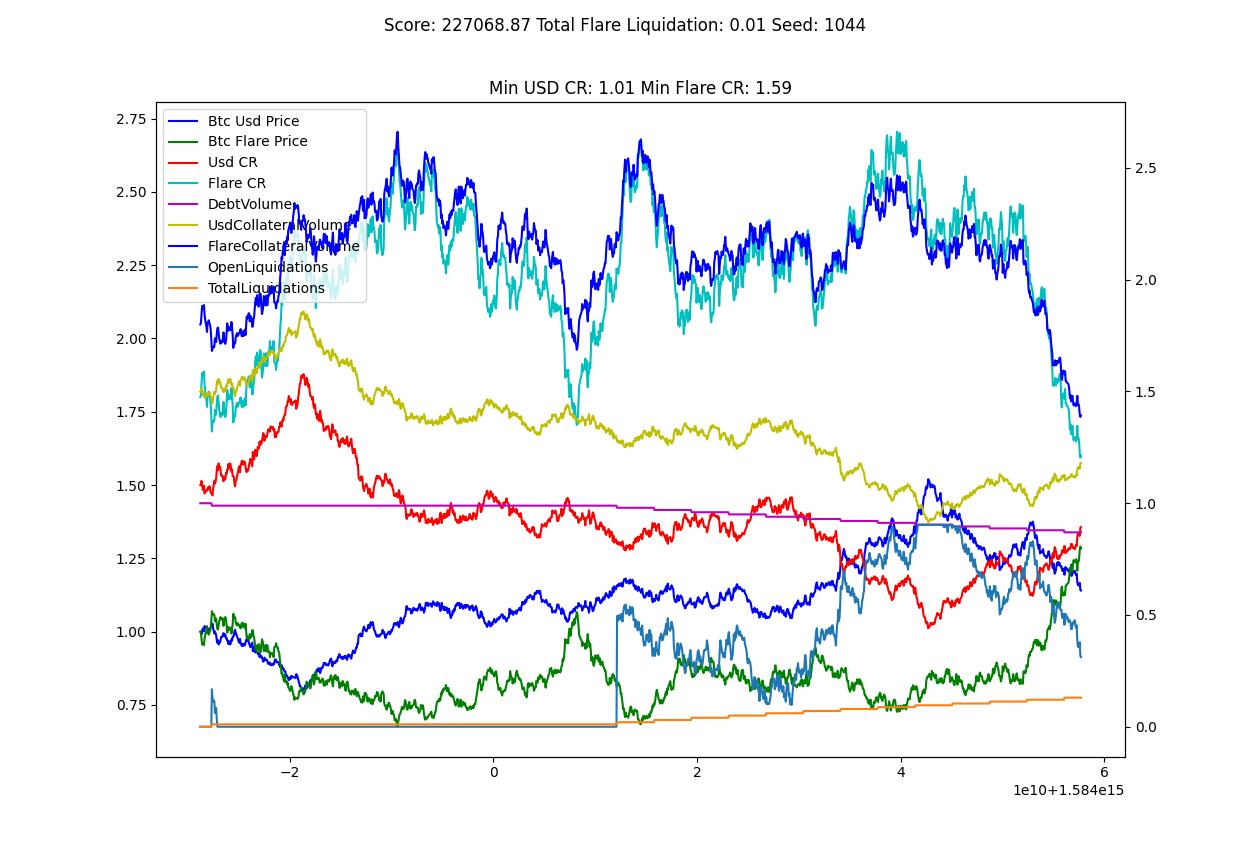 Score: 227068.87 Total Flare Liquidation: 0.01 Seed: 1044
Min USD CR: 1.01 Min Flare CR: 1.59
2.75
2.50
2.25
2.00
1.75
1.50
1.25
1.00
0.75
Btc Usd Price
Btc Flare Price
Usd CR
Flare CR
DebtVolume
UsdCollateralVolume
FlareCollateralVolume
OpenLiquidations
TotalLiquidations
2.5
2.0
1.5
1.0
0.5
0.0
−2 0 2 4 6
1e10+1.584e15